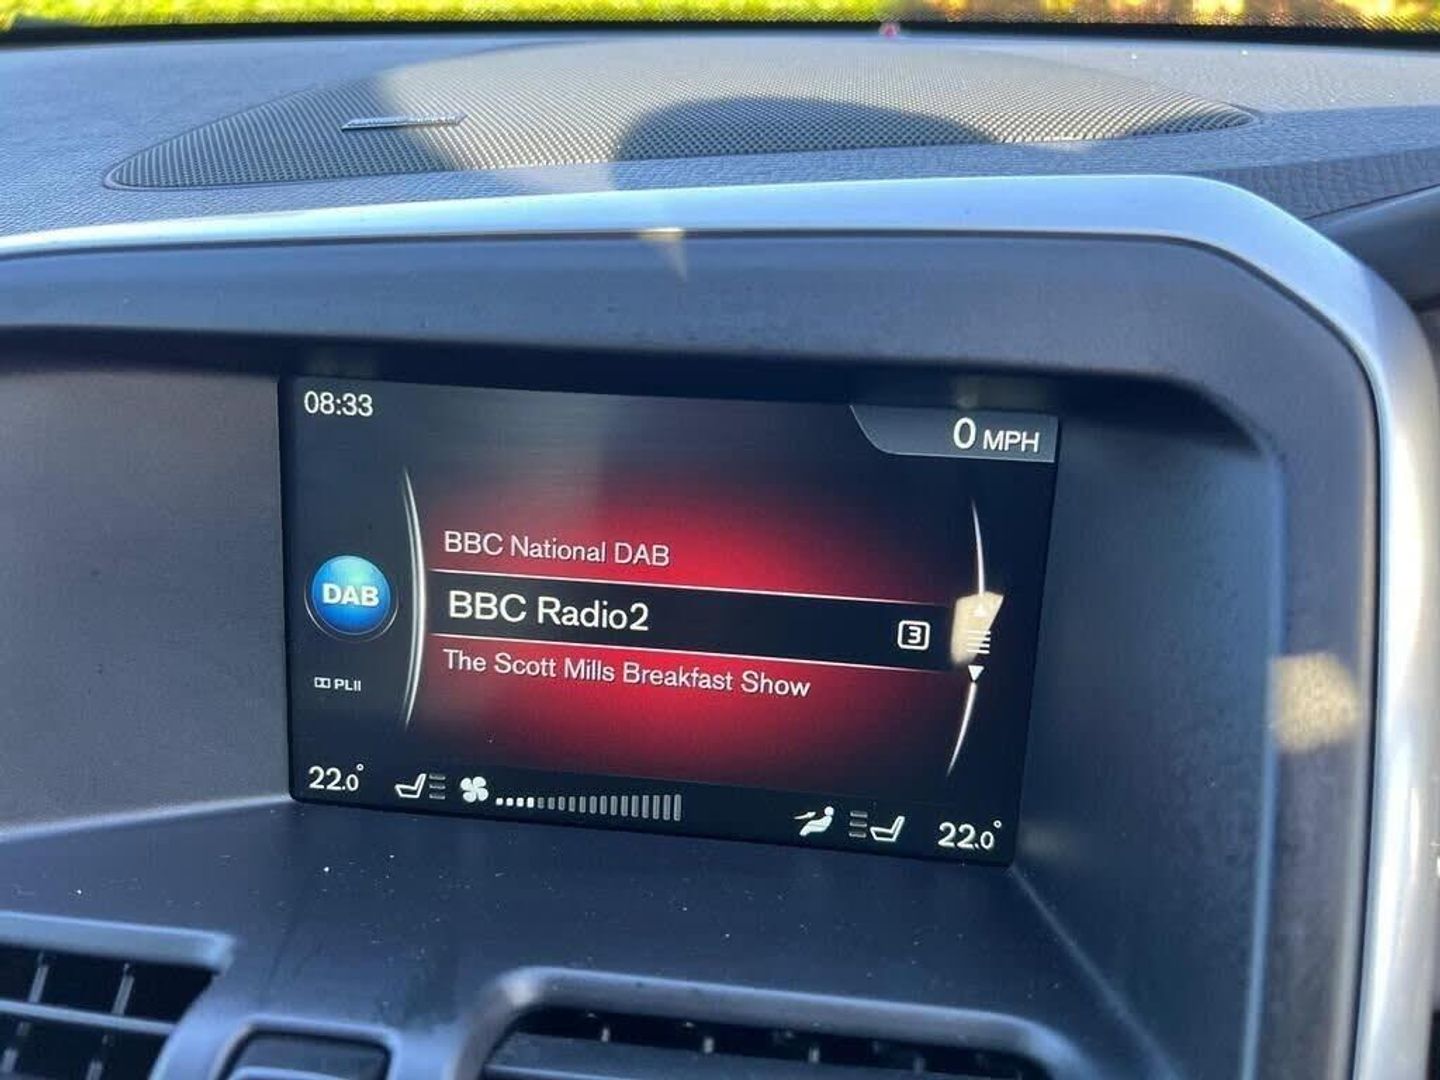 08:33
0 MPH
BBC National DAB
DAB
BBC Radio2
3
The Scott Mills Breakfast Show
PLII
22.0°
22.0°